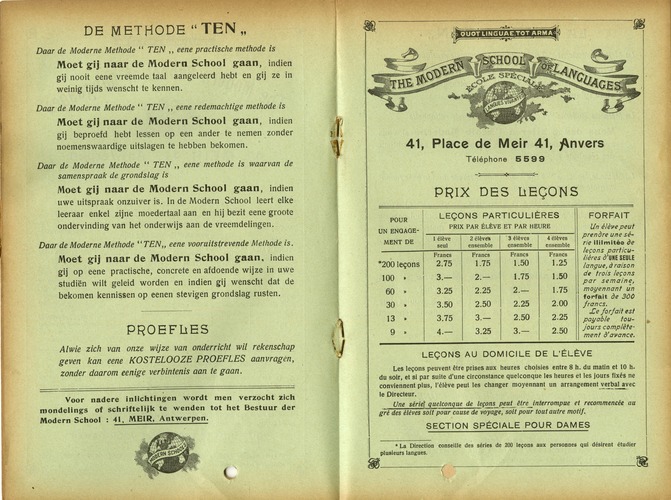 DE METHODE “ TEN „
Daar de Moderne Methode " TEN „ eene practische methode is
Moet gij naar de Modern School gaan, indien
gij nooit eene vreemde taal aangeleerd hebt en gij ze in
weinig tijds wenscht te kennen.
Daar de Moderne Methode " TEN „ eene redemachtige methode is
Moet gij naar de Modern School gaan, indien
gij beproefd hebt lessen op een ander te nemen zonder
noemenswaardige uitslagen te hebben bekomen.
Daar de Moderne Methode " TEN „ eene methode is waarvan de
samenspraak de grondslag is
Moet gij naar de Modern School gaan, indien
uwe uitspraak onzuiver is. In de Modern School leert elke
leeraar enkel zijne moedertaal aan en hij bezit eene groote
ondervinding van het onderwijs aan de vreemdelingen.
Daar de Moderne Methode "TEN„ eene vooruitstrevende Methode is.
Moet gij naar de Modern School gaan, indien
gij op eene practische, concrete en afdoende wijze in uwe
studiën wilt geleid worden en indien gij wenscht dat de
bekomen kennissen op eenen stevigen grondslag rusten.
PROEFLES
Alwie zich van onze wijze van onderricht wil rekenschap
geven kan eene KOSTELOOZE PROEFLES aanvragen,
zonder daarom eenige verbintenis aan te gaan.
Voor nadere inlichtingen wordt men verzocht zich
mondelings of schriftelijk te wenden tot het Bestuur der
Modern School : 41, MEIR, Antwerpen.
MODERN SCHOOL
QUOT LINGUAE TOT ARMA
THE MODERN SCHOOL OF LANGUAGES
ÉCOLE SPÉCIALE
LANGUES VIVANTES
41, Place de Meir 41, Anvers
Téléphone 5599
PRIX DES LEÇONS
POUR
UN ENGAGE-
MENT DE
LEÇONS PARTICULIÈRES
PRIX PAR ÉLÈVE ET PAR HEURE
1 élève seul 2 élèves ensemble 3 élèves ensemble 4 élèves ensemble
Francs Francs Francs Francs
*200 leçons 2.75 1.75 1.50 1.25
100 » 3.— 2.— 1.75 1.50
60 » 3.25 2.25 2.— 1.75
30 » 3.50 2.50 2.25 2.00
13 » 3.75 3.— 2.50 2.25
9 » 4.— 3.25 3.— 2.50
FORFAIT
Un élève peut
prendre une sé-
rie illimitée de
leçons particu-
lières d'UNE SEULE
langue, à raison
de trois leçons
par semaine,
moyennant un
forfait de 300
francs.
Le forfait est
payable tou-
jours complète-
ment d'avance.
LEÇONS AU DOMICILE DE L'ÉLÈVE
Les leçons peuvent être prises aux heures choisies entre 8 h. du matin et 10 h.
du soir, et si par suite d'une circonstance quelconque les heures et les jours fixés ne
conviennent plus, l'élève peut les changer moyennant un arrangement verbal avec
le Directeur.
Une sériel quelconque de leçons peut être interrompue et recommencée au
gré des élèves soit pour cause de voyage, soit pour tout autre motif.
SECTION SPÉCIALE POUR DAMES
* La Direction conseille des séries de 200 leçons aux personnes qui désirent étudier
plusieurs langues.